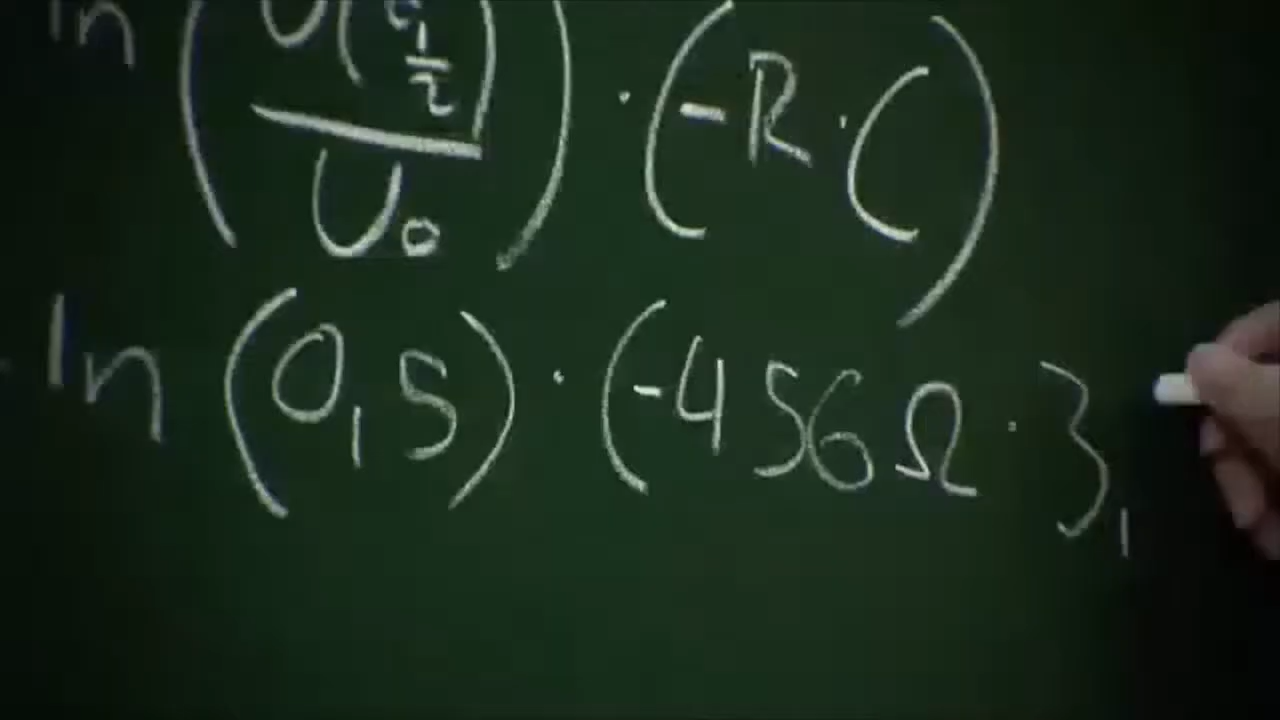 ln (U(t½)/U₀) · (-R · C)
ln (0,5) · (-456Ω · 3,